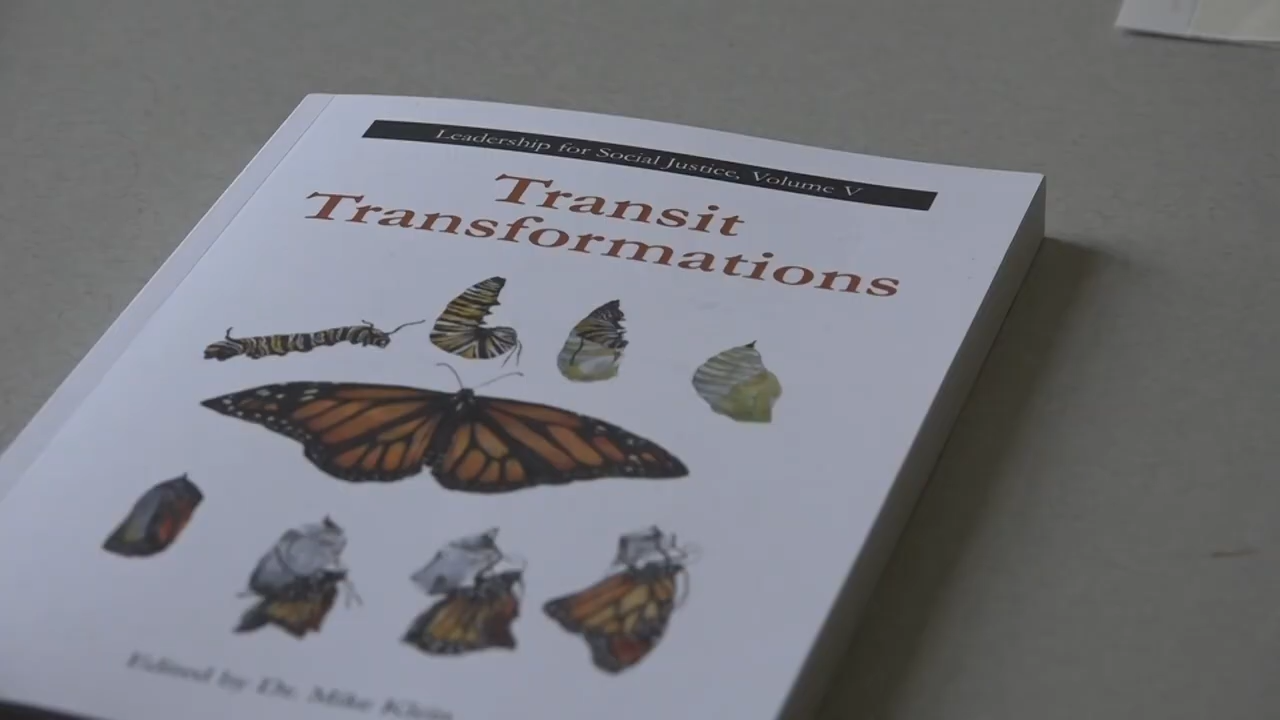 Leadership for Social Justice, Volume V
Transit
Transformations
Edited by Dr. Mike Klein